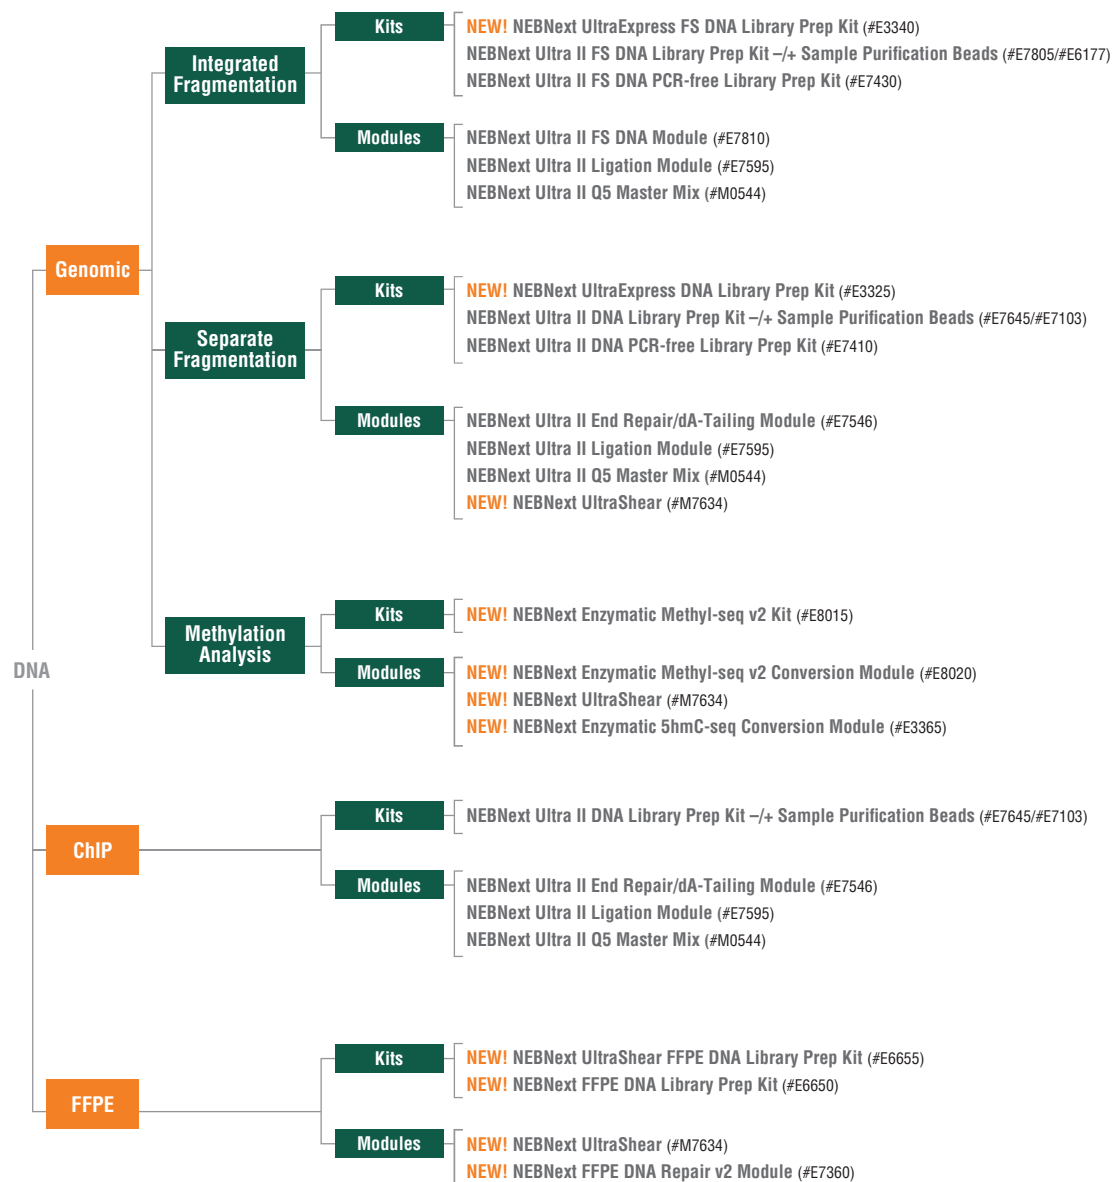 DNA
Genomic
Integrated
Fragmentation
Kits
NEW! NEBNext UltraExpress FS DNA Library Prep Kit (#E3340)
NEBNext Ultra II FS DNA Library Prep Kit –/+ Sample Purification Beads (#E7805/#E6177)
NEBNext Ultra II FS DNA PCR-free Library Prep Kit (#E7430)
Modules
NEBNext Ultra II FS DNA Module (#E7810)
NEBNext Ultra II Ligation Module (#E7595)
NEBNext Ultra II Q5 Master Mix (#M0544)
Separate
Fragmentation
Kits
NEW! NEBNext UltraExpress DNA Library Prep Kit (#E3325)
NEBNext Ultra II DNA Library Prep Kit –/+ Sample Purification Beads (#E7645/#E7103)
NEBNext Ultra II DNA PCR-free Library Prep Kit (#E7410)
Modules
NEBNext Ultra II End Repair/dA-Tailing Module (#E7546)
NEBNext Ultra II Ligation Module (#E7595)
NEBNext Ultra II Q5 Master Mix (#M0544)
NEW! NEBNext UltraShear (#M7634)
Methylation
Analysis
Kits
NEW! NEBNext Enzymatic Methyl-seq v2 Kit (#E8015)
Modules
NEW! NEBNext Enzymatic Methyl-seq v2 Conversion Module (#E8020)
NEW! NEBNext UltraShear (#M7634)
NEW! NEBNext Enzymatic 5hmC-seq Conversion Module (#E3365)
ChIP
Kits
NEBNext Ultra II DNA Library Prep Kit –/+ Sample Purification Beads (#E7645/#E7103)
Modules
NEBNext Ultra II End Repair/dA-Tailing Module (#E7546)
NEBNext Ultra II Ligation Module (#E7595)
NEBNext Ultra II Q5 Master Mix (#M0544)
FFPE
Kits
NEW! NEBNext UltraShear FFPE DNA Library Prep Kit (#E6655)
NEW! NEBNext FFPE DNA Library Prep Kit (#E6650)
Modules
NEW! NEBNext UltraShear (#M7634)
NEW! NEBNext FFPE DNA Repair v2 Module (#E7360)